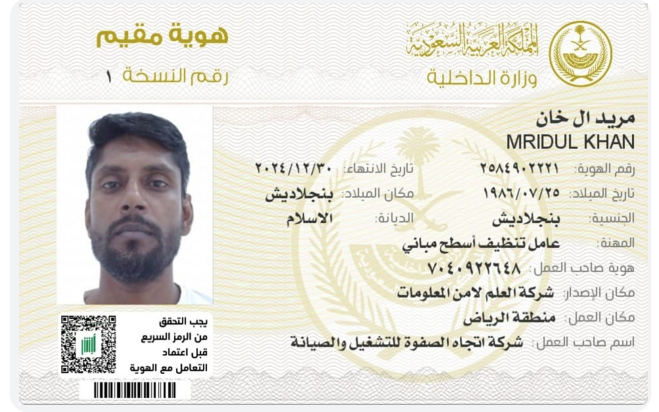 المملكة العربية السعودية
وزارة الداخلية
هوية مقيم
رقم النسخة ١
مريد ال خان
MRIDUL KHAN
رقم الهوية: ٢٥٨٤٩٠٢٢٢١ تاريخ الانتهاء: ٢٠٢٤/١٢/٣٠
تاريخ الميلاد: ١٩٨٦/٠٧/٢٥ مكان الميلاد: بنجلاديش
الجنسية: بنجلاديش الديانة: الاسلام
المهنة: عامل تنظيف أسطح مباني
هوية صاحب العمل: ٧٠٤٠٩٢٢٦٤٨
مكان الإصدار: شركة العلم لامن المعلومات
مكان العمل: منطقة الرياض
اسم صاحب العمل: شركة اتجاه الصفوة للتشغيل والصيانة
يجب التحقق
من الرمز السريع
قبل اعتماد
التعامل مع الهوية